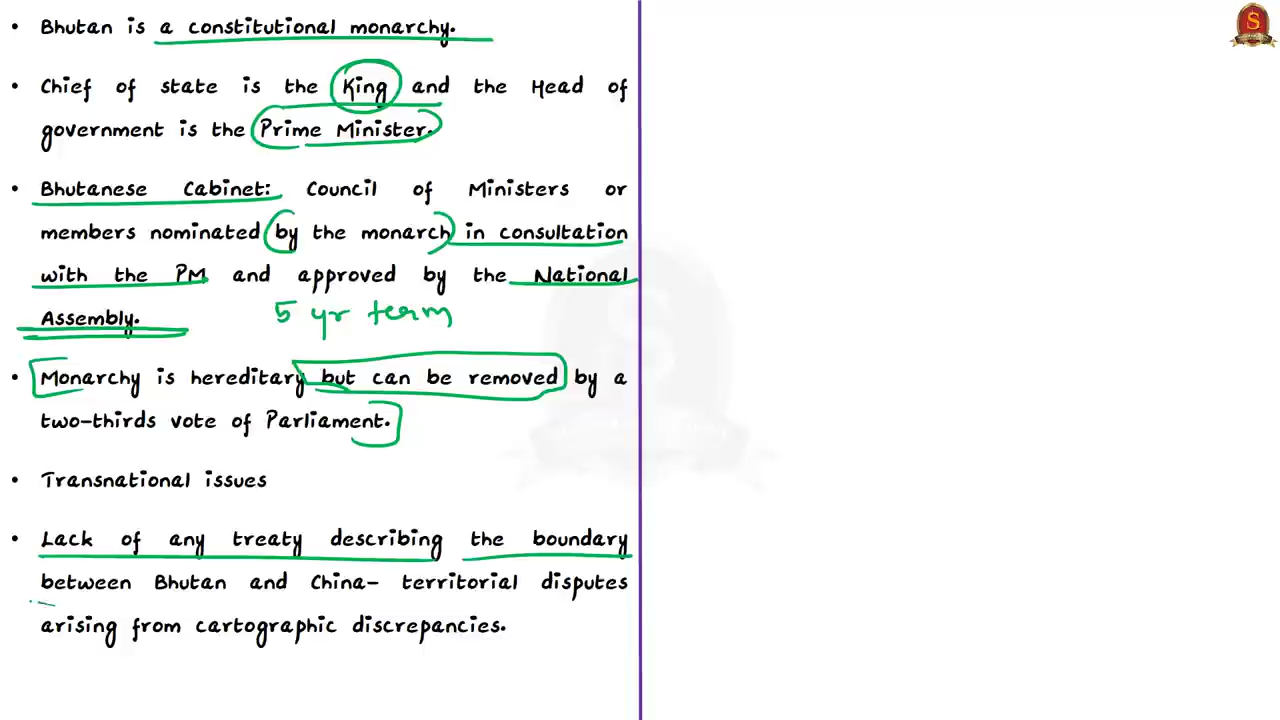 • Bhutan is a constitutional monarchy.
• Chief of state is the King and the Head of
government is the Prime Minister.
• Bhutanese Cabinet: Council of Ministers or
members nominated by the monarch in consultation
with the PM and approved by the National
Assembly. 5 yr term
• Monarchy is hereditary but can be removed by a
two-thirds vote of Parliament.
• Transnational issues
• Lack of any treaty describing the boundary
between Bhutan and China- territorial disputes
arising from cartographic discrepancies.
S